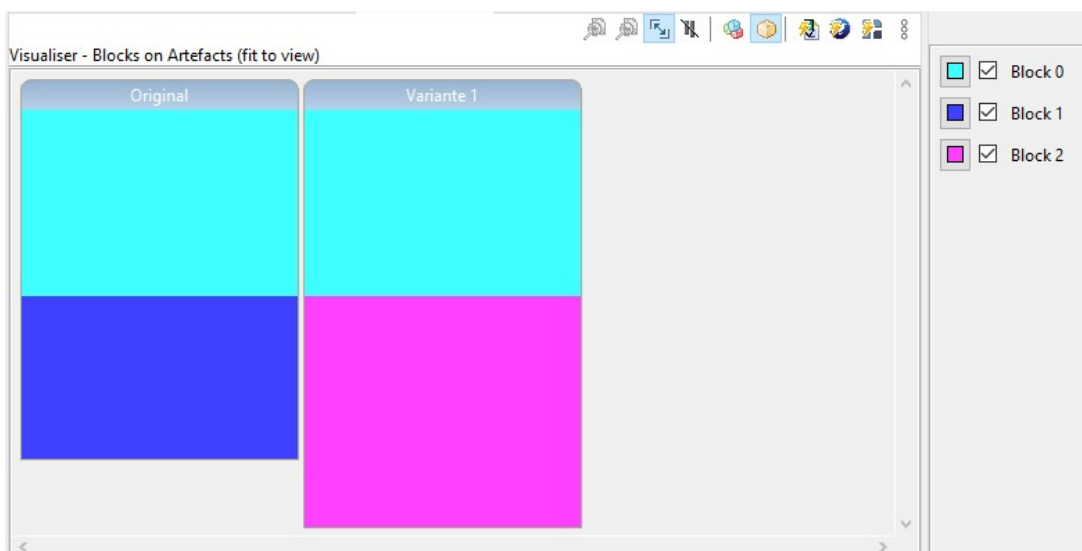 Visualiser - Blocks on Artefacts (fit to view)
Original
Variante 1
Block 0
Block 1
Block 2